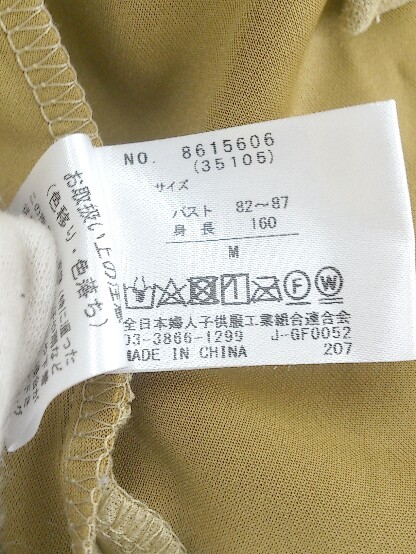 NO. 8615606
(35105)
サイズ
バスト 82~87
身長 160
M
F W
全日本婦人子供服工業組合連合会
03-3866-1299 J-GF0052
MADE IN CHINA 207
お取扱い上の注意
(色移り・色落ち)